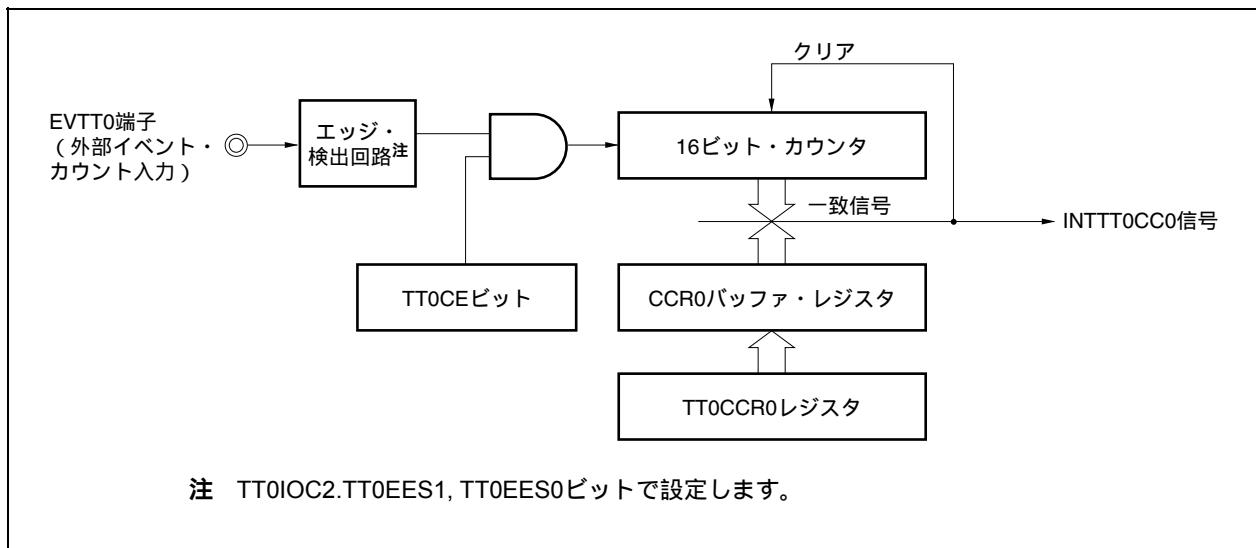 クリア
EVTT0端子
（外部イベント・
カウント入力）
エッジ・
検出回路注
16ビット・カウンタ
一致信号
INTTT0CC0信号
TT0CEビット
CCR0バッファ・レジスタ
TT0CCR0レジスタ
注 TT0IOC2.TT0EES1, TT0EES0ビットで設定します。